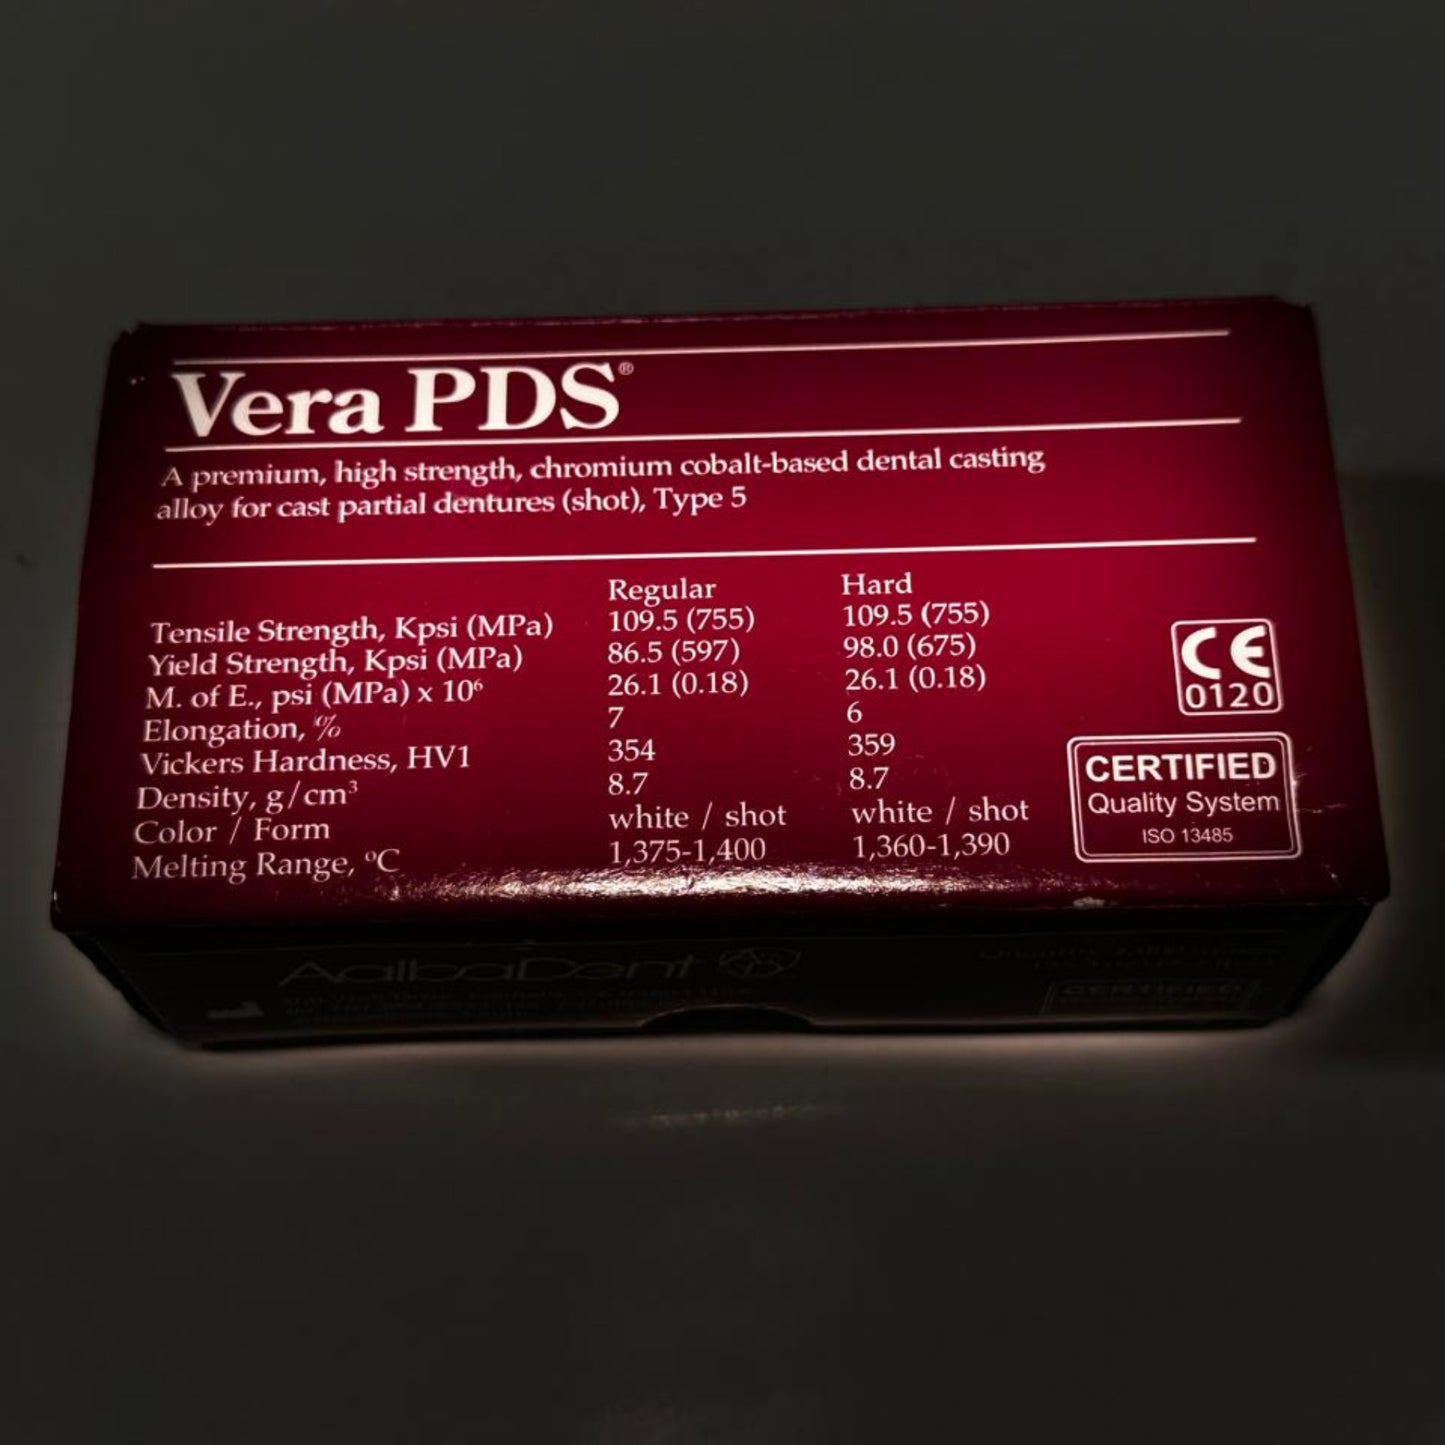 Vera PDS®
A premium, high strength, chromium cobalt-based dental casting
alloy for cast partial dentures (shot), Type 5
Regular Hard
Tensile Strength, Kpsi (MPa) 109.5 (755) 109.5 (755)
Yield Strength, Kpsi (MPa) 86.5 (597) 98.0 (675)
M. of E., psi (MPa) x 10⁶ 26.1 (0.18) 26.1 (0.18)
Elongation, % 7 6
Vickers Hardness, HV1 354 359
Density, g/cm³ 8.7 8.7
Color / Form white / shot white / shot
Melting Range, ºC 1,375-1,400 1,360-1,390
CE
0120
CERTIFIED
Quality System
ISO 13485
AalbaDent
CERTIFIED